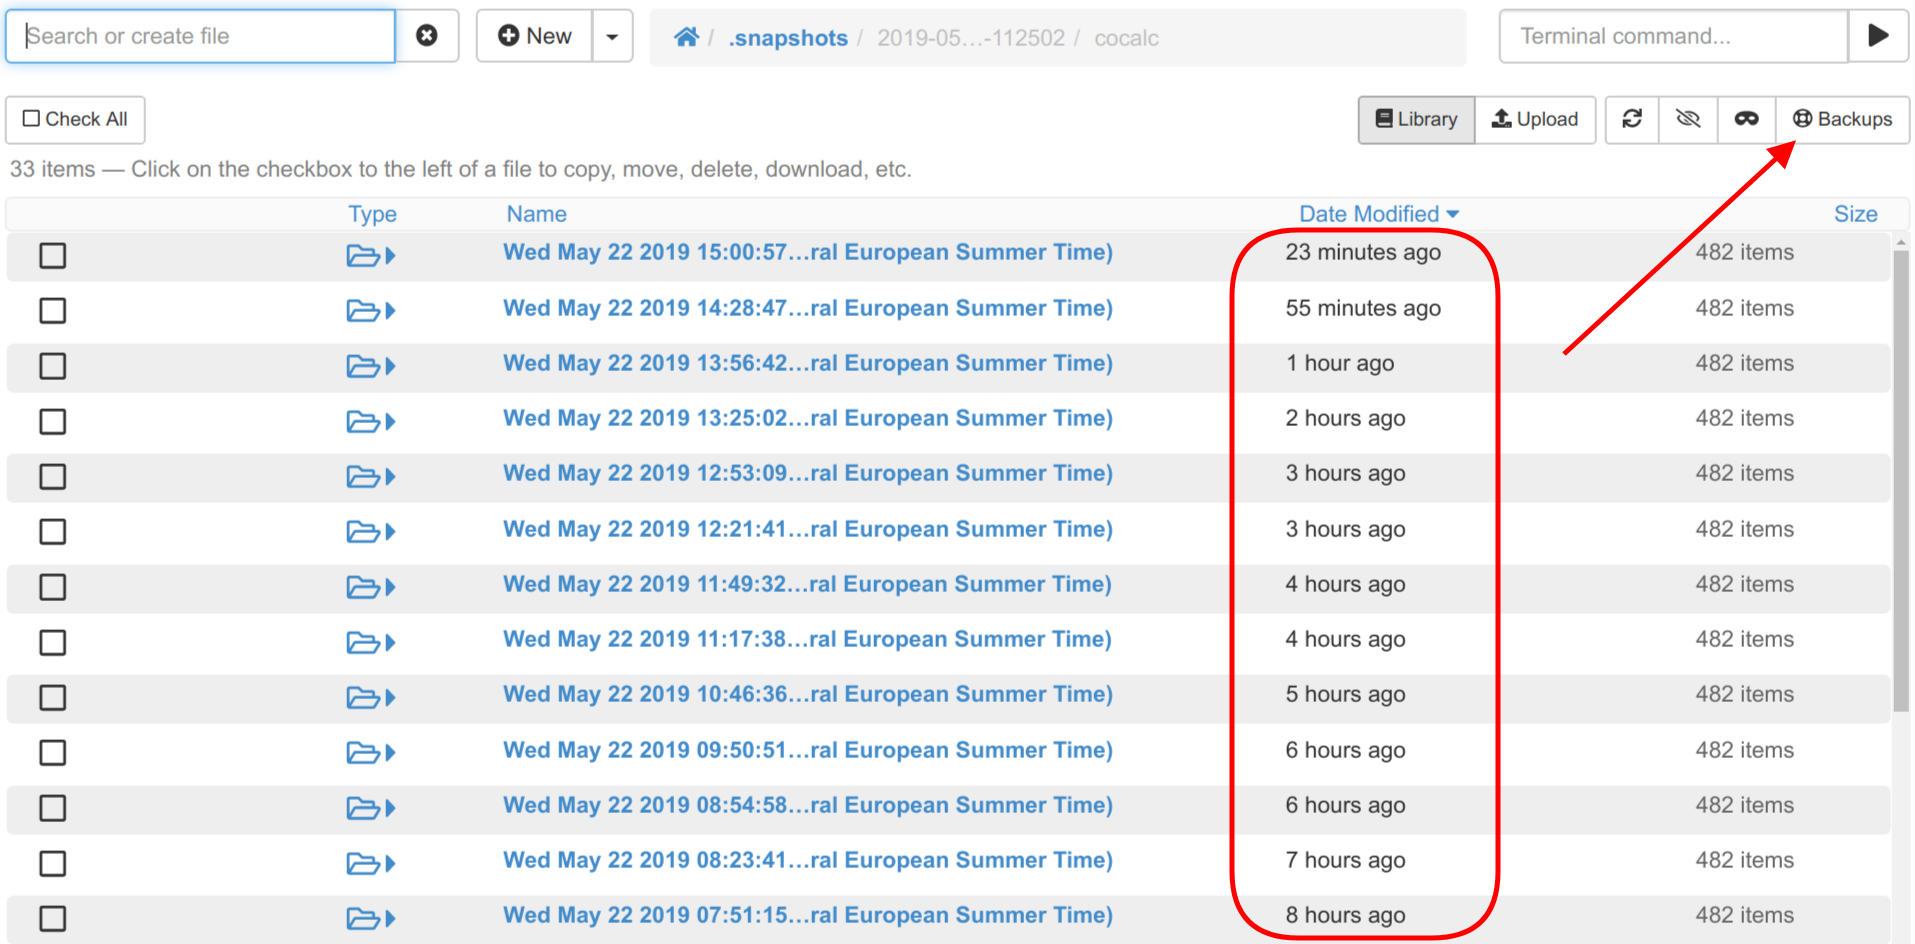 Search or create file
New
/ .snapshots / 2019-05…-112502 / cocalc
Terminal command...
Check All
Library
Upload
Backups
33 items — Click on the checkbox to the left of a file to copy, move, delete, download, etc.
Type Name Date Modified Size
Wed May 22 2019 15:00:57…ral European Summer Time) 23 minutes ago 482 items
Wed May 22 2019 14:28:47…ral European Summer Time) 55 minutes ago 482 items
Wed May 22 2019 13:56:42…ral European Summer Time) 1 hour ago 482 items
Wed May 22 2019 13:25:02…ral European Summer Time) 2 hours ago 482 items
Wed May 22 2019 12:53:09…ral European Summer Time) 3 hours ago 482 items
Wed May 22 2019 12:21:41…ral European Summer Time) 3 hours ago 482 items
Wed May 22 2019 11:49:32…ral European Summer Time) 4 hours ago 482 items
Wed May 22 2019 11:17:38…ral European Summer Time) 4 hours ago 482 items
Wed May 22 2019 10:46:36…ral European Summer Time) 5 hours ago 482 items
Wed May 22 2019 09:50:51…ral European Summer Time) 6 hours ago 482 items
Wed May 22 2019 08:54:58…ral European Summer Time) 6 hours ago 482 items
Wed May 22 2019 08:23:41…ral European Summer Time) 7 hours ago 482 items
Wed May 22 2019 07:51:15…ral European Summer Time) 8 hours ago 482 items